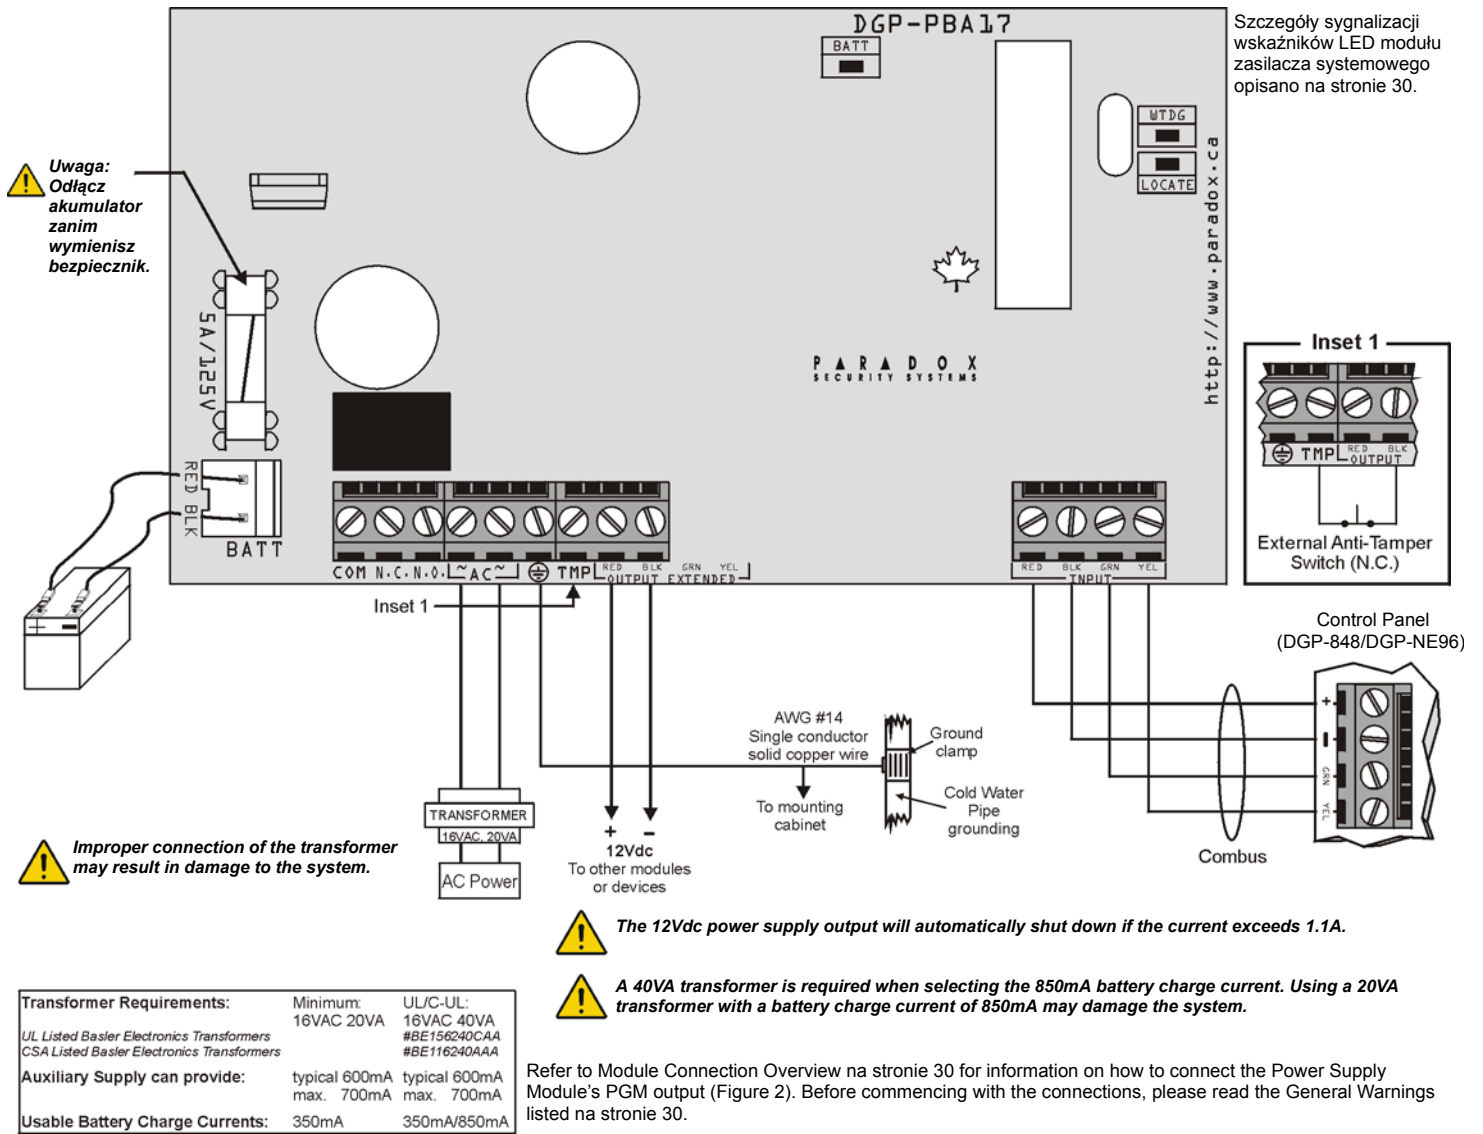 DGP-PBA17
BATT
Szczegóły sygnalizacji
wskaźników LED modułu
zasilacza systemowego
opisano na stronie 30.
WTDG
LOCATE
http://www.paradox.ca
Uwaga:
Odłącz
akumulator
zanim
wymienisz
bezpiecznik.
5A/125V
PARADOX
SECURITY SYSTEMS
Inset 1
TMP RED BLK
OUTPUT
External Anti-Tamper
Switch (N.C.)
RED BLK
BATT
COM N.C. N.O. ~AC~ TMP RED BLK GRN YEL
OUTPUT EXTENDED
RED BLK GRN YEL
INPUT
Inset 1
Control Panel
(DGP-848/DGP-NE96)
+
-
GRN
YEL
+ -
AWG #14
Single conductor
solid copper wire
Ground
clamp
To mounting
cabinet
Cold Water
Pipe
grounding
Combus
TRANSFORMER
16VAC, 20VA
AC Power
+ -
12Vdc
To other modules
or devices
Improper connection of the transformer
may result in damage to the system.
The 12Vdc power supply output will automatically shut down if the current exceeds 1.1A.
A 40VA transformer is required when selecting the 850mA battery charge current. Using a 20VA
transformer with a battery charge current of 850mA may damage the system.
Transformer Requirements: Minimum: UL/C-UL:
16VAC 20VA 16VAC 40VA
UL Listed Basler Electronics Transformers #BE156240CAA
CSA Listed Basler Electronics Transformers #BE116240AAA
Auxiliary Supply can provide: typical 600mA typical 600mA
max. 700mA max. 700mA
Usable Battery Charge Currents: 350mA 350mA/850mA
Refer to Module Connection Overview na stronie 30 for information on how to connect the Power Supply
Module's PGM output (Figure 2). Before commencing with the connections, please read the General Warnings
listed na stronie 30.